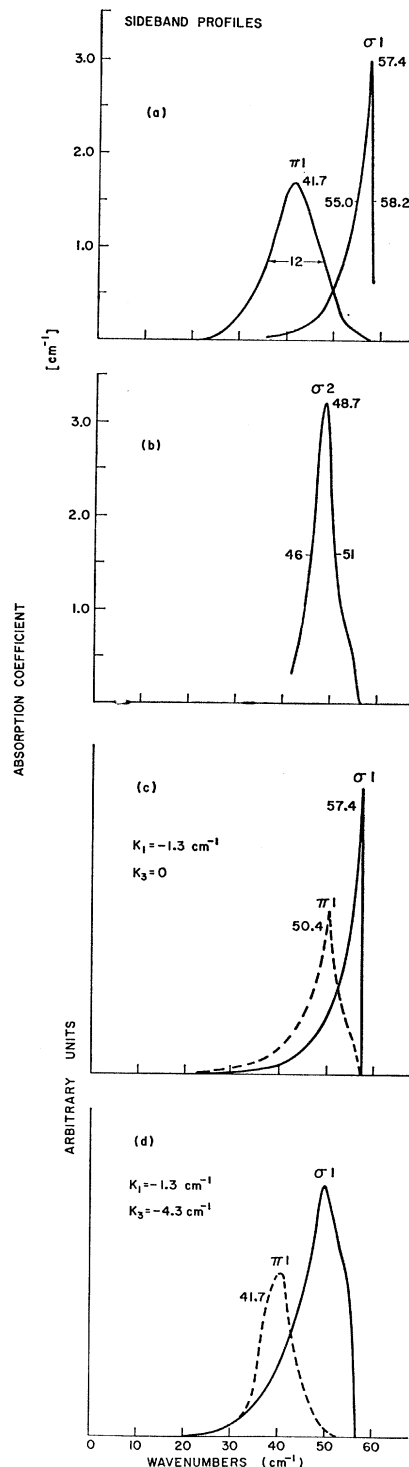 SIDEBAND PROFILES
σ1
57.4
3.0
(a)
2.0
π1
41.7
55.0
58.2
1.0
12
[cm⁻¹]
σ2
48.7
3.0
(b)
2.0
46
51
1.0
ABSORPTION COEFFICIENT
(c)
σ1
57.4
K₁=-1.3 cm⁻¹
K₃=0
π1
50.4
ARBITRARY UNITS
(d)
σ1
K₁=-1.3 cm⁻¹
K₃=-4.3 cm⁻¹
π1
41.7
0 10 20 30 40 50 60
WAVENUMBERS (cm⁻¹)